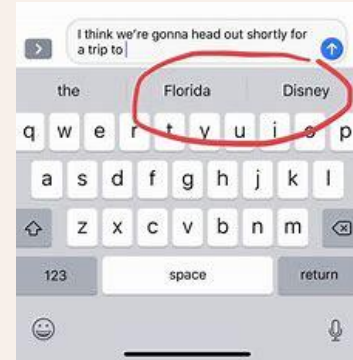 I think we're gonna head out shortly for
a trip to
the Florida Disney
q w e r t y u i o p
a s d f g h j k l
z x c v b n m
123 space return